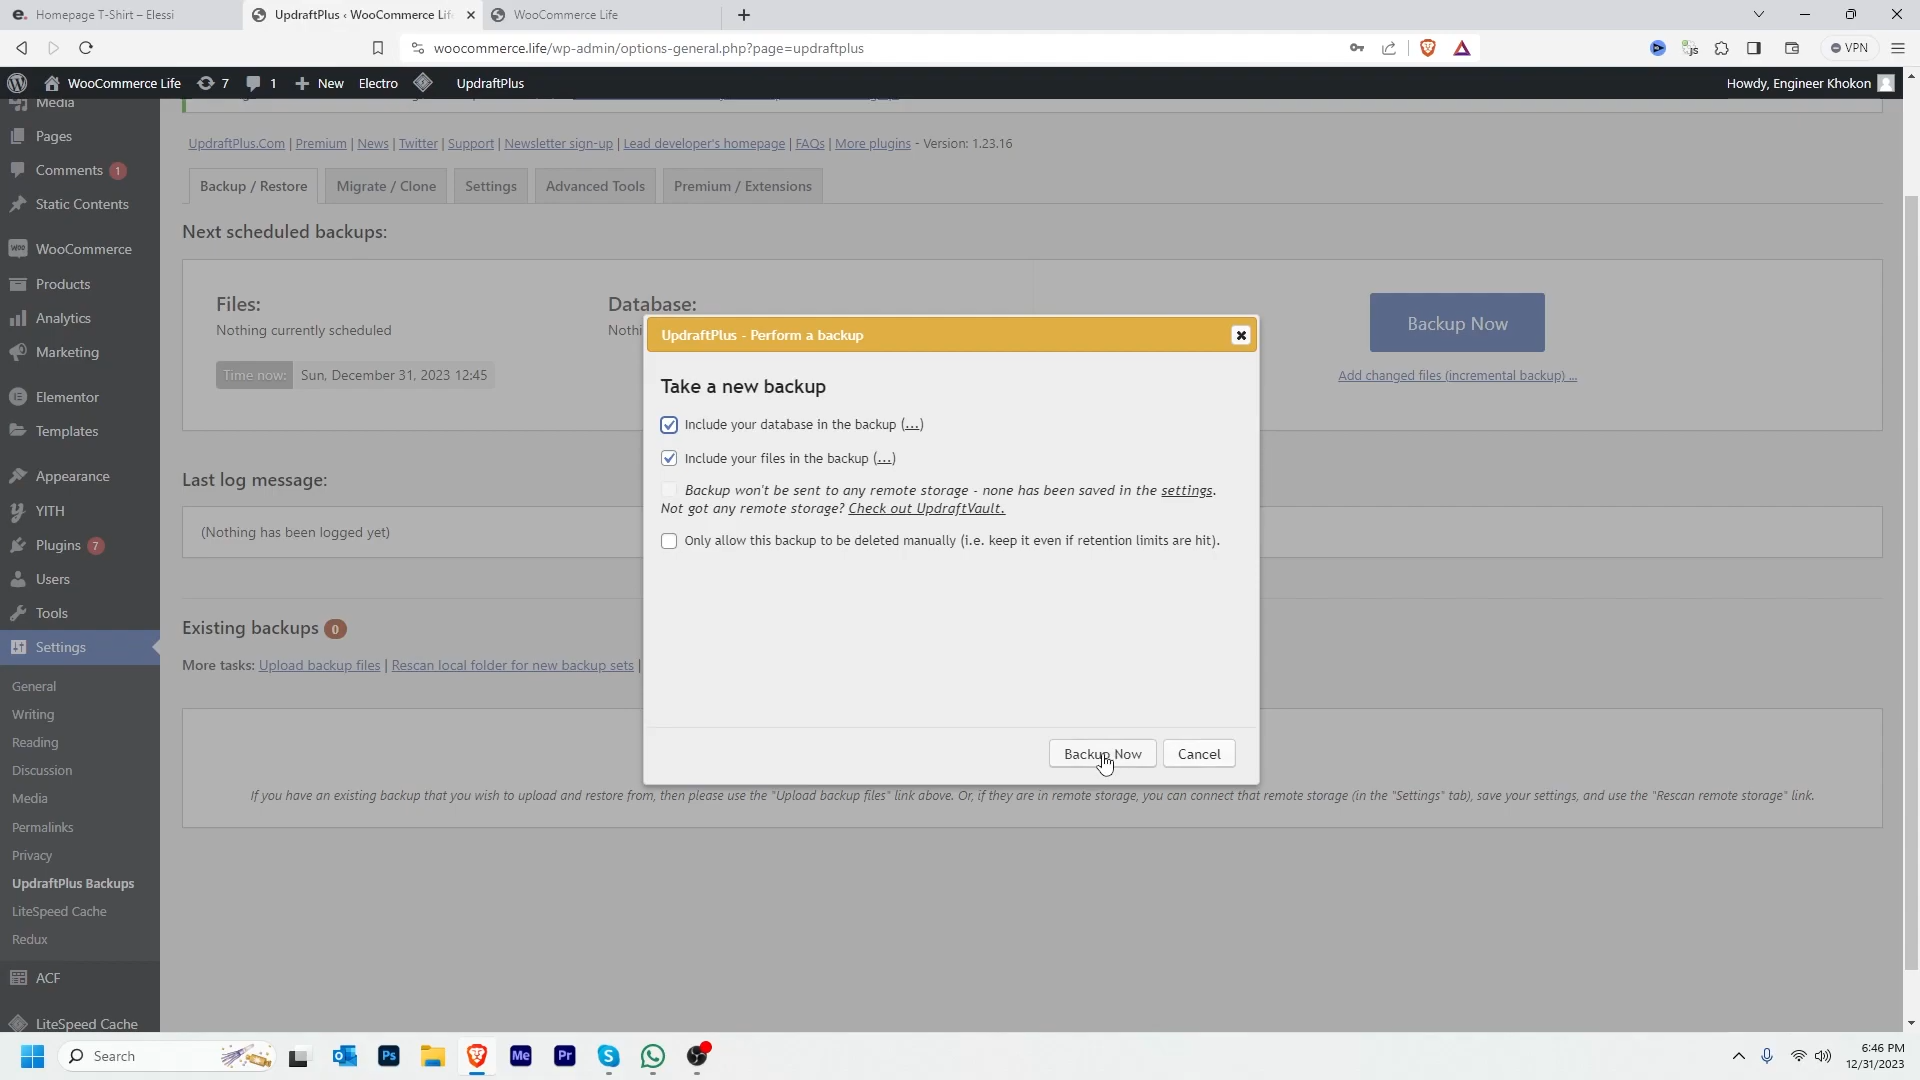 Homepage T-Shirt – Elessi
UpdraftPlus ‹ WooCommerce Lif
WooCommerce Life
woocommerce.life/wp-admin/options-general.php?page=updraftplus
VPN
WooCommerce Life
7
1
New
Electro
UpdraftPlus
Howdy, Engineer Khokon
Media
Pages
Comments 1
Static Contents
WooCommerce
Products
Analytics
Marketing
Elementor
Templates
Appearance
YITH
Plugins 7
Users
Tools
Settings
General
Writing
Reading
Discussion
Media
Permalinks
Privacy
UpdraftPlus Backups
LiteSpeed Cache
Redux
ACF
LiteSpeed Cache
UpdraftPlus.Com | Premium | News | Twitter | Support | Newsletter sign-up | Lead developer's homepage | FAQs | More plugins - Version: 1.23.16
Backup / Restore
Migrate / Clone
Settings
Advanced Tools
Premium / Extensions
Next scheduled backups:
Files:
Nothing currently scheduled
Database:
Nothi
Time now: Sun, December 31, 2023 12:45
Backup Now
Add changed files (incremental backup) ...
Last log message:
(Nothing has been logged yet)
Existing backups 0
More tasks: Upload backup files | Rescan local folder for new backup sets |
If you have an existing backup that you wish to upload and restore from, then please use the "Upload backup files" link above. Or, if they are in remote storage, you can connect that remote storage (in the "Settings" tab), save your settings, and use the "Rescan remote storage" link.
UpdraftPlus - Perform a backup
Take a new backup
Include your database in the backup (...)
Include your files in the backup (...)
Backup won't be sent to any remote storage - none has been saved in the settings.
Not got any remote storage? Check out UpdraftVault.
Only allow this backup to be deleted manually (i.e. keep it even if retention limits are hit).
Backup Now
Cancel
Search
Ps
Me
Pr
6:46 PM
12/31/2023